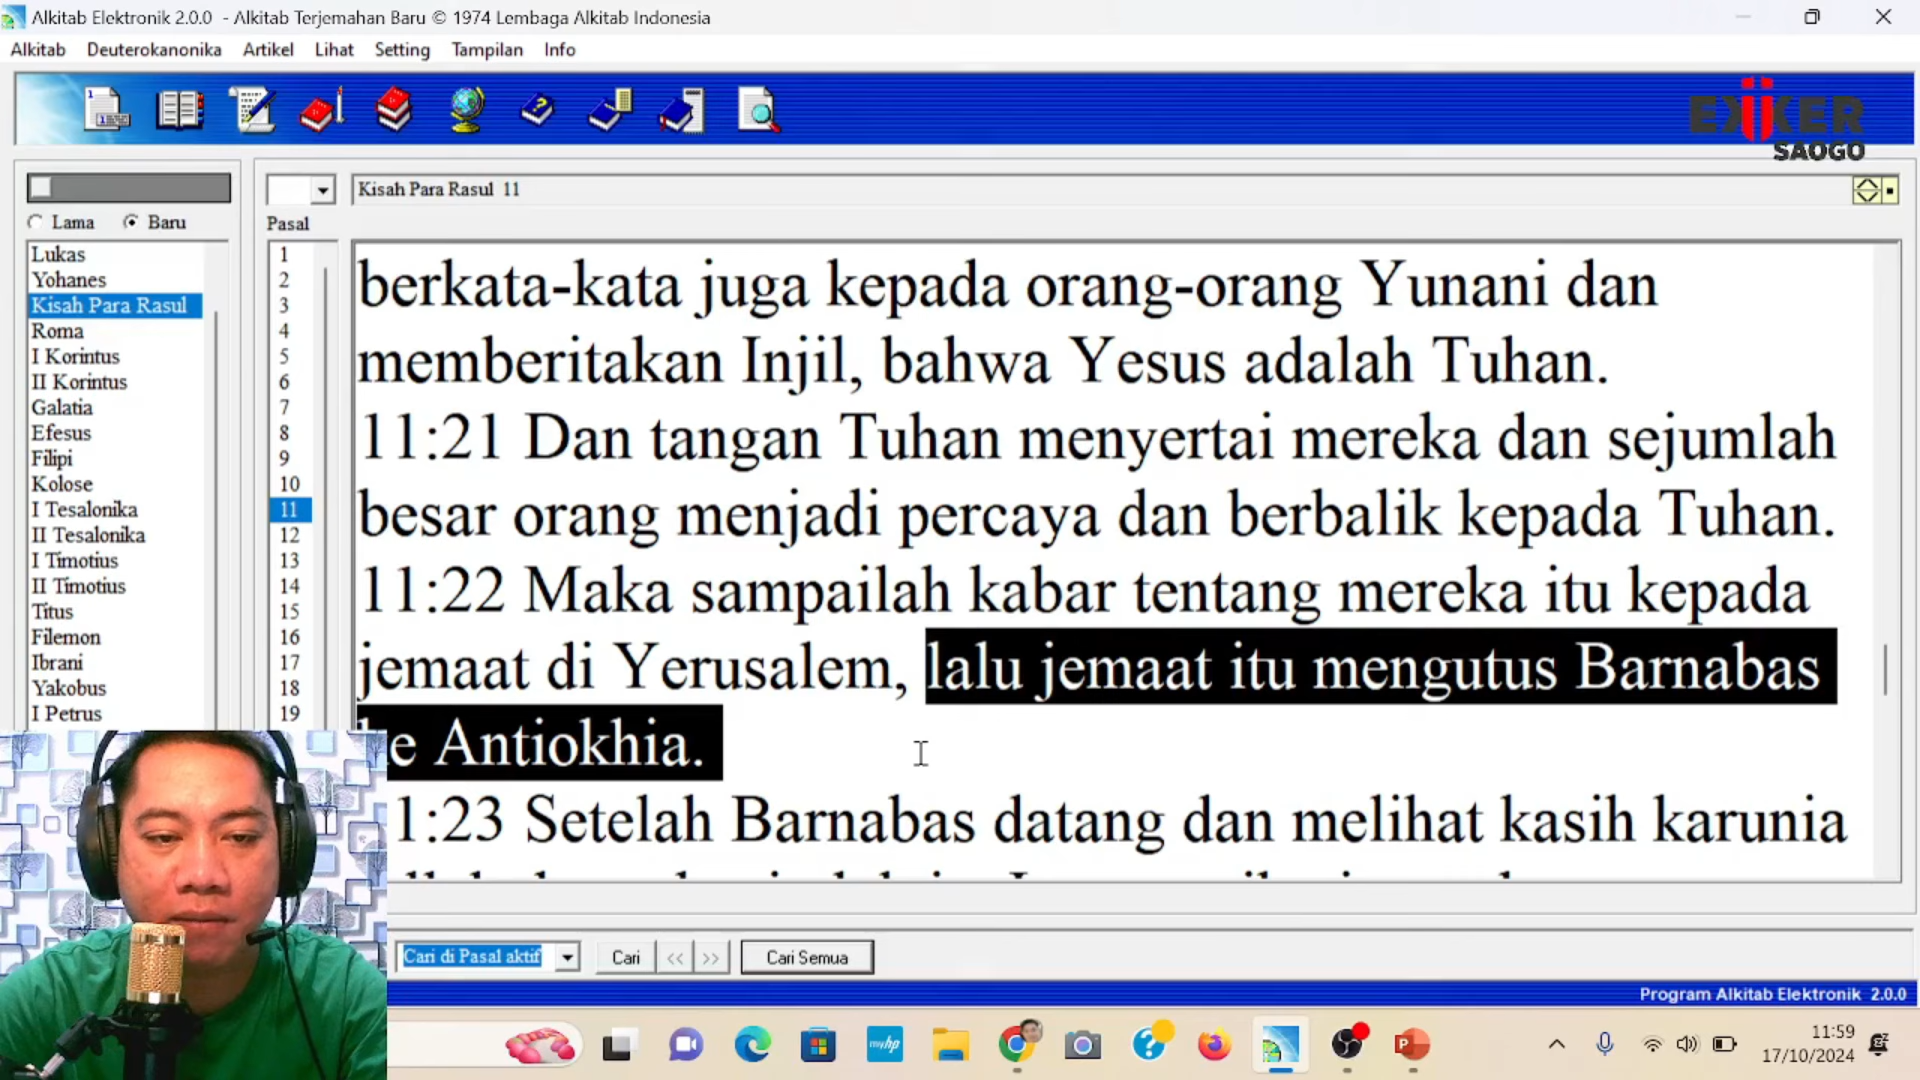 Alkitab Elektronik 2.0.0 - Alkitab Terjemahan Baru © 1974 Lembaga Alkitab Indonesia
Alkitab Deuterokanonika Artikel Lihat Setting Tampilan Info
EKKER
SAOGO
Lama Baru
Pasal
Kisah Para Rasul 11
Lukas
Yohanes
Kisah Para Rasul
Roma
I Korintus
II Korintus
Galatia
Efesus
Filipi
Kolose
I Tesalonika
II Tesalonika
I Timotius
II Timotius
Titus
Filemon
Ibrani
Yakobus
I Petrus
1
2
3
4
5
6
7
8
9
10
11
12
13
14
15
16
17
18
19
berkata-kata juga kepada orang-orang Yunani dan
memberitakan Injil, bahwa Yesus adalah Tuhan.
11:21 Dan tangan Tuhan menyertai mereka dan sejumlah
besar orang menjadi percaya dan berbalik kepada Tuhan.
11:22 Maka sampailah kabar tentang mereka itu kepada
jemaat di Yerusalem, lalu jemaat itu mengutus Barnabas
ke Antiokhia.
1:23 Setelah Barnabas datang dan melihat kasih karunia
Cari di Pasal aktif Cari << >> Cari Semua
Program Alkitab Elektronik 2.0.0
myhp
11:59
17/10/2024